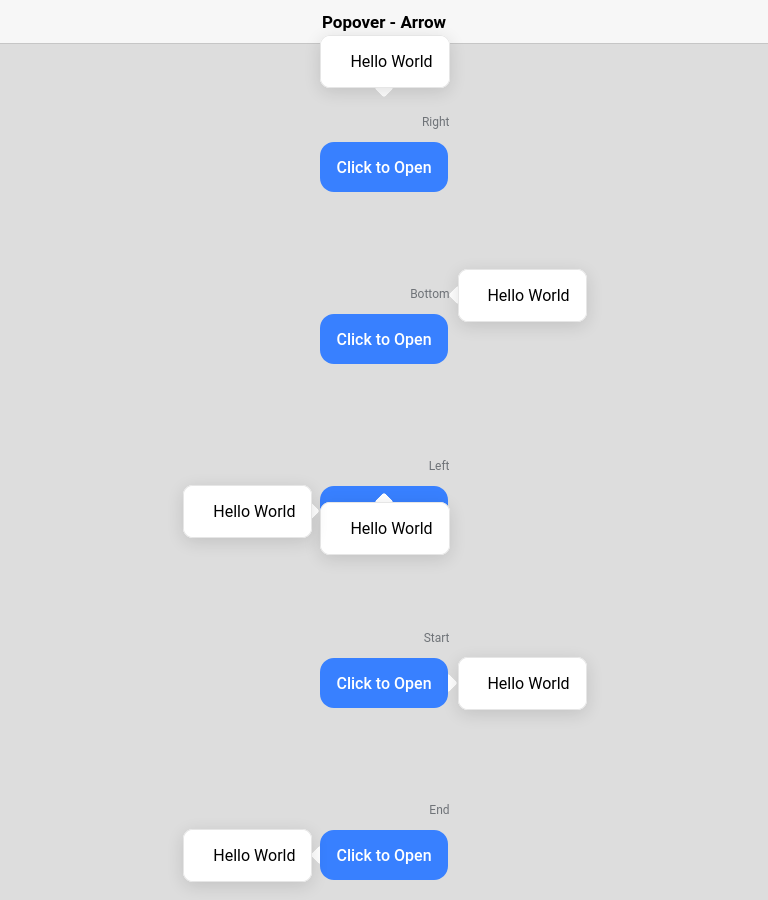 Popover - Arrow
Hello World
Right
Click to Open
Bottom
Hello World
Click to Open
Left
Hello World
Hello World
Start
Click to Open
Hello World
End
Hello World
Click to Open